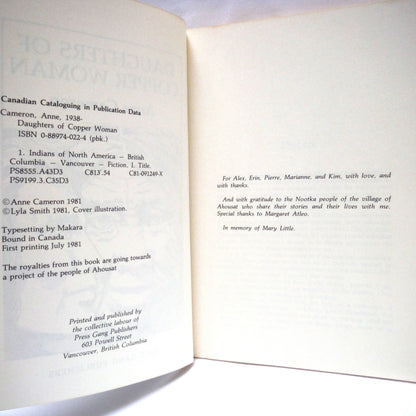 DAUGHTERS OF
COPPER WOMAN
Canadian Cataloguing in Publication Data
Cameron, Anne, 1938-
Daughters of Copper Woman
ISBN 0-88974-022-4 (pbk.)
1. Indians of North America – British
Columbia – Vancouver – Fiction. I. Title.
PS8555.A43D3 C813'.54 C81-091249-X
PS9199.3.C35D3
©Anne Cameron 1981
©Lyla Smith 1981, Cover illustration.
Typesetting by Makara
Bound in Canada
First printing July 1981
The royalties from this book are going towards
a project of the people of Ahousat
Printed and published by
the collective labour of
Press Gang Publishers
603 Powell Street
Vancouver, British Columbia
For Alex, Erin, Pierre, Marianne, and Kim, with love, and
with thanks.
And with gratitude to the Nootka people of the village of
Ahousat who share their stories and their lives with me.
Special thanks to Margaret Atleo.
In memory of Mary Little.